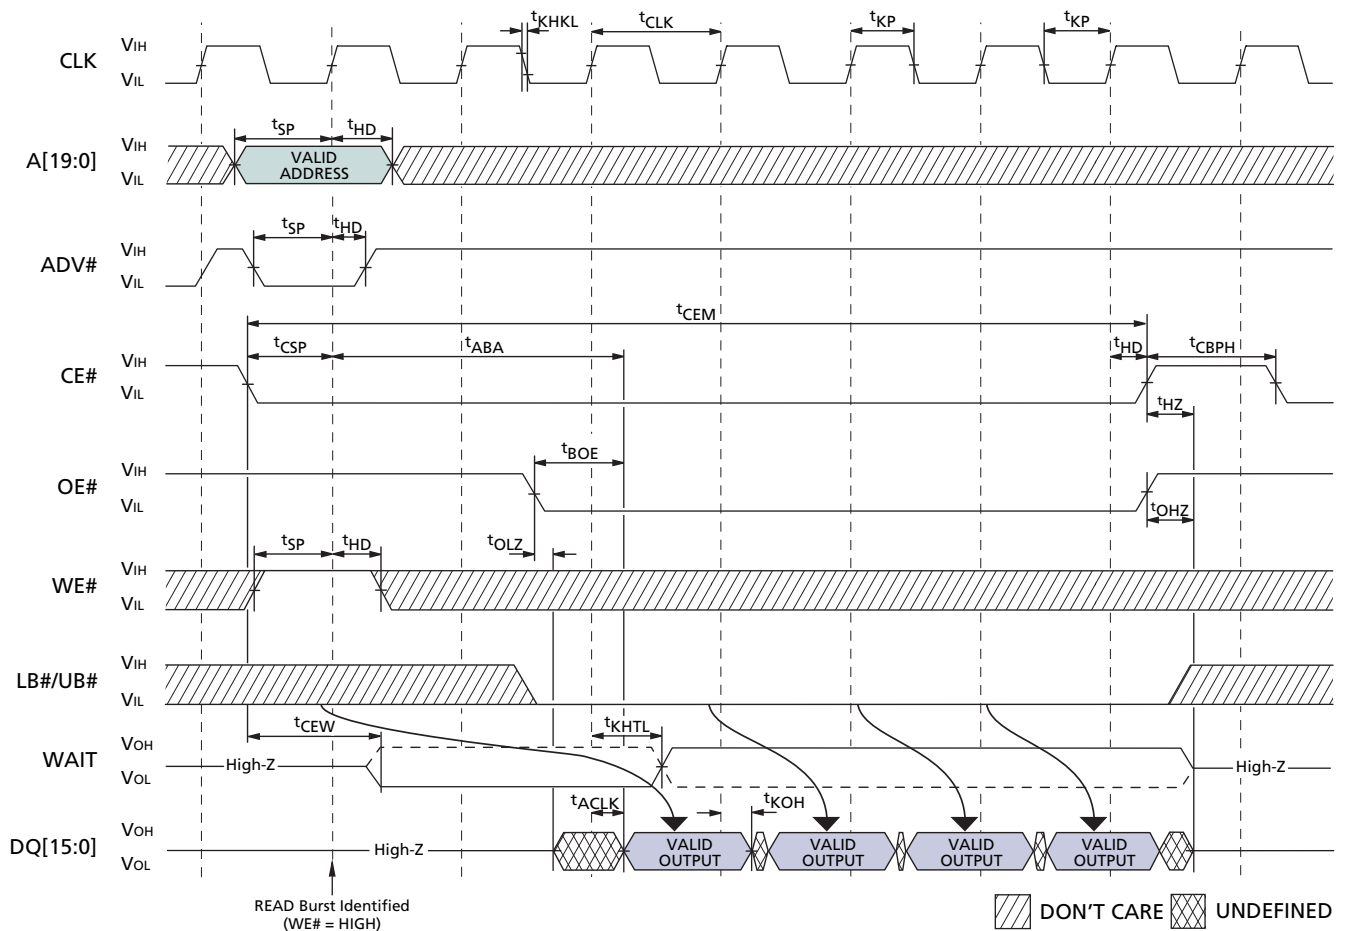 tKHKL tCLK tKP tKP
CLK VIH
VIL
tSP tHD
A[19:0] VIH
VIL
VALID
ADDRESS
tSP tHD
ADV# VIH
VIL
tCEM
tCSP tABA tHD tCBPH
CE# VIH
VIL
tHZ
tBOE
OE# VIH
VIL
tOHZ
tSP tHD tOLZ
WE# VIH
VIL
LB#/UB# VIH
VIL
tCEW tKHTL
WAIT VOH
VOL
High-Z High-Z
tACLK tKOH
DQ[15:0] VOH
VOL
High-Z
VALID
OUTPUT
VALID
OUTPUT
VALID
OUTPUT
VALID
OUTPUT
READ Burst Identified
(WE# = HIGH)
DON'T CARE UNDEFINED